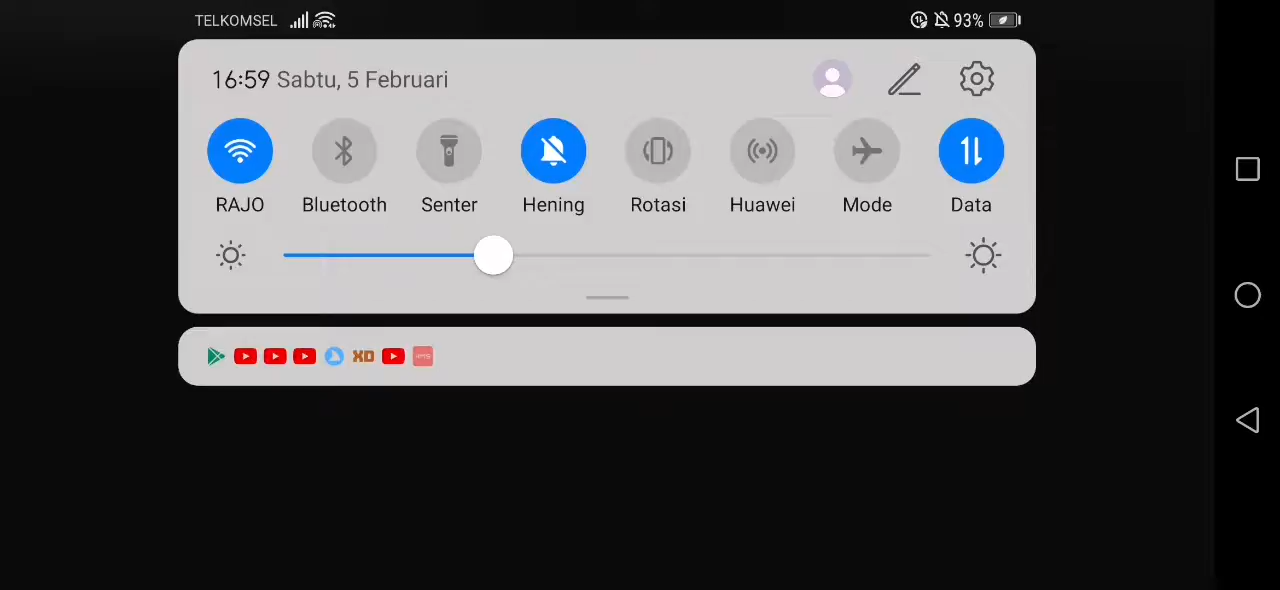 TELKOMSEL 93%
16:59 Sabtu, 5 Februari
RAJO Bluetooth Senter Hening Rotasi Huawei Mode Data
XD